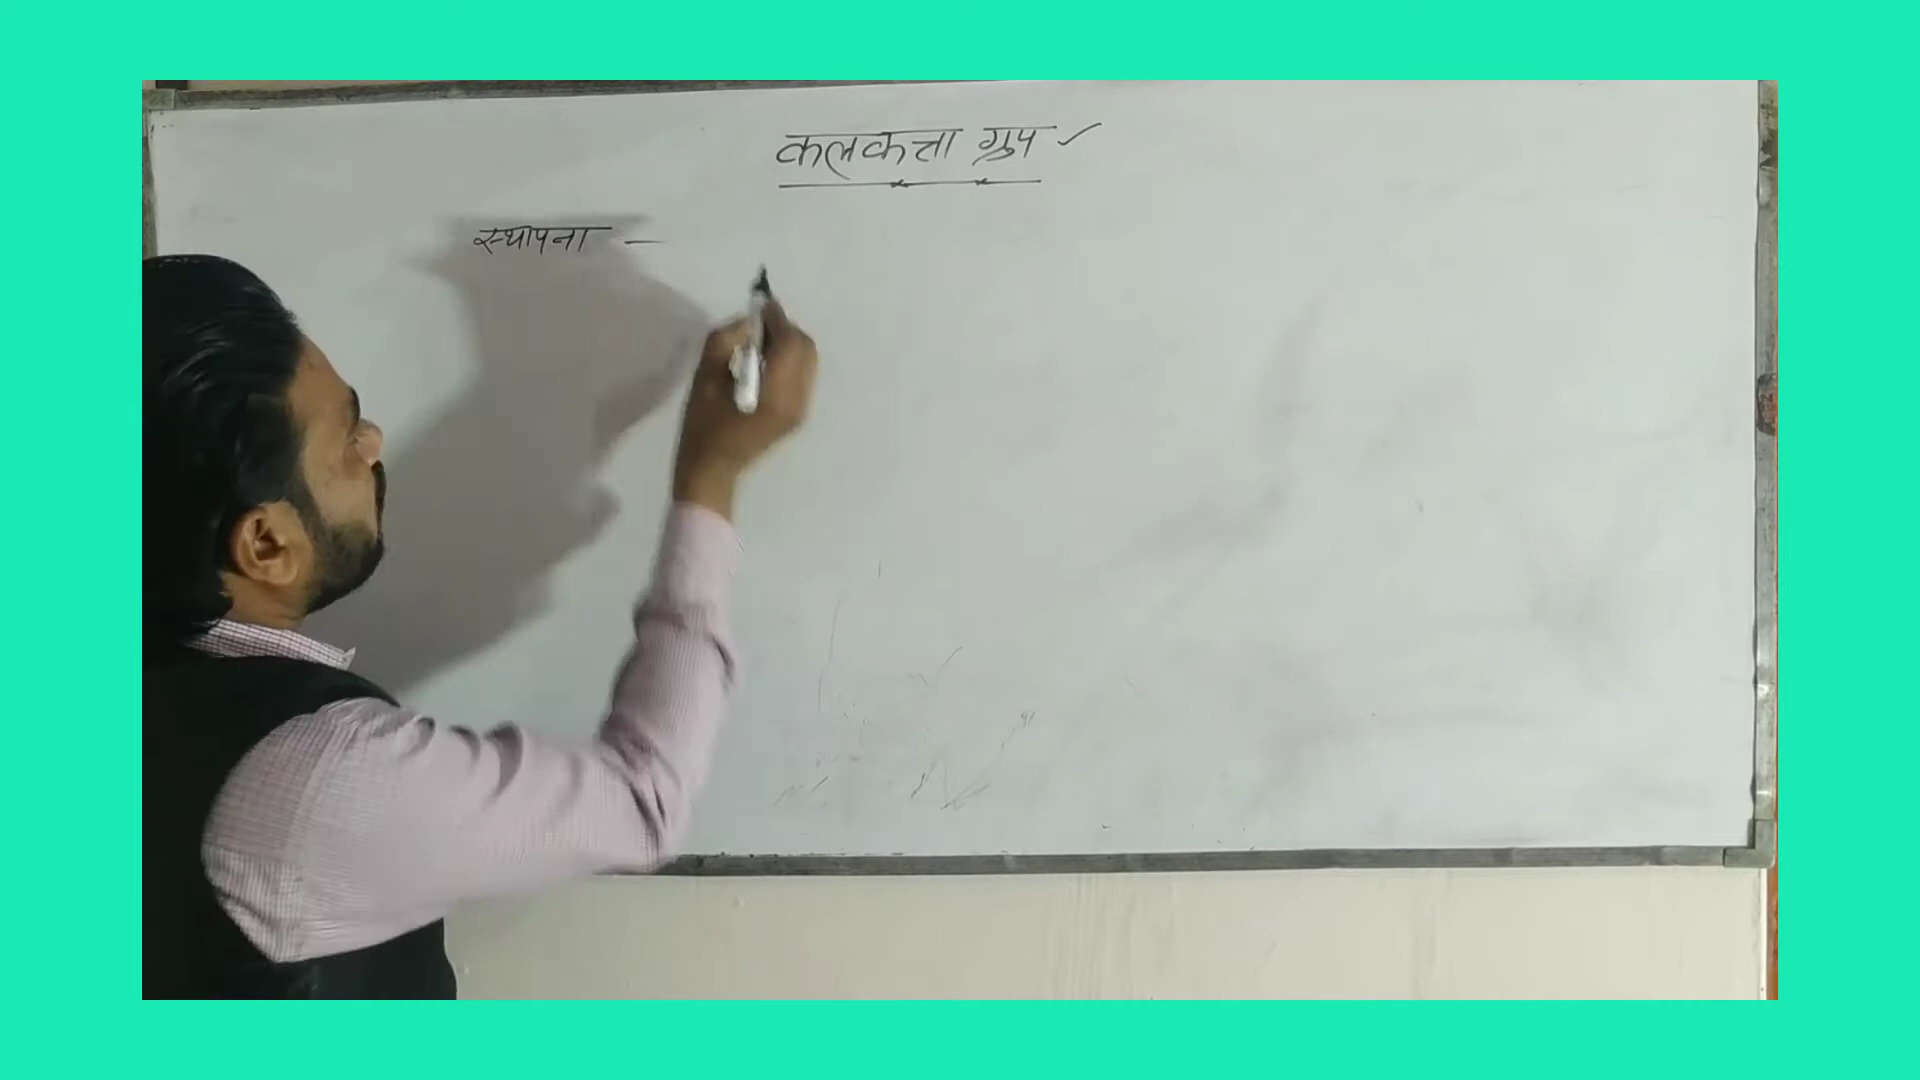 कलकत्ता ग्रुप ✓
स्थापना —